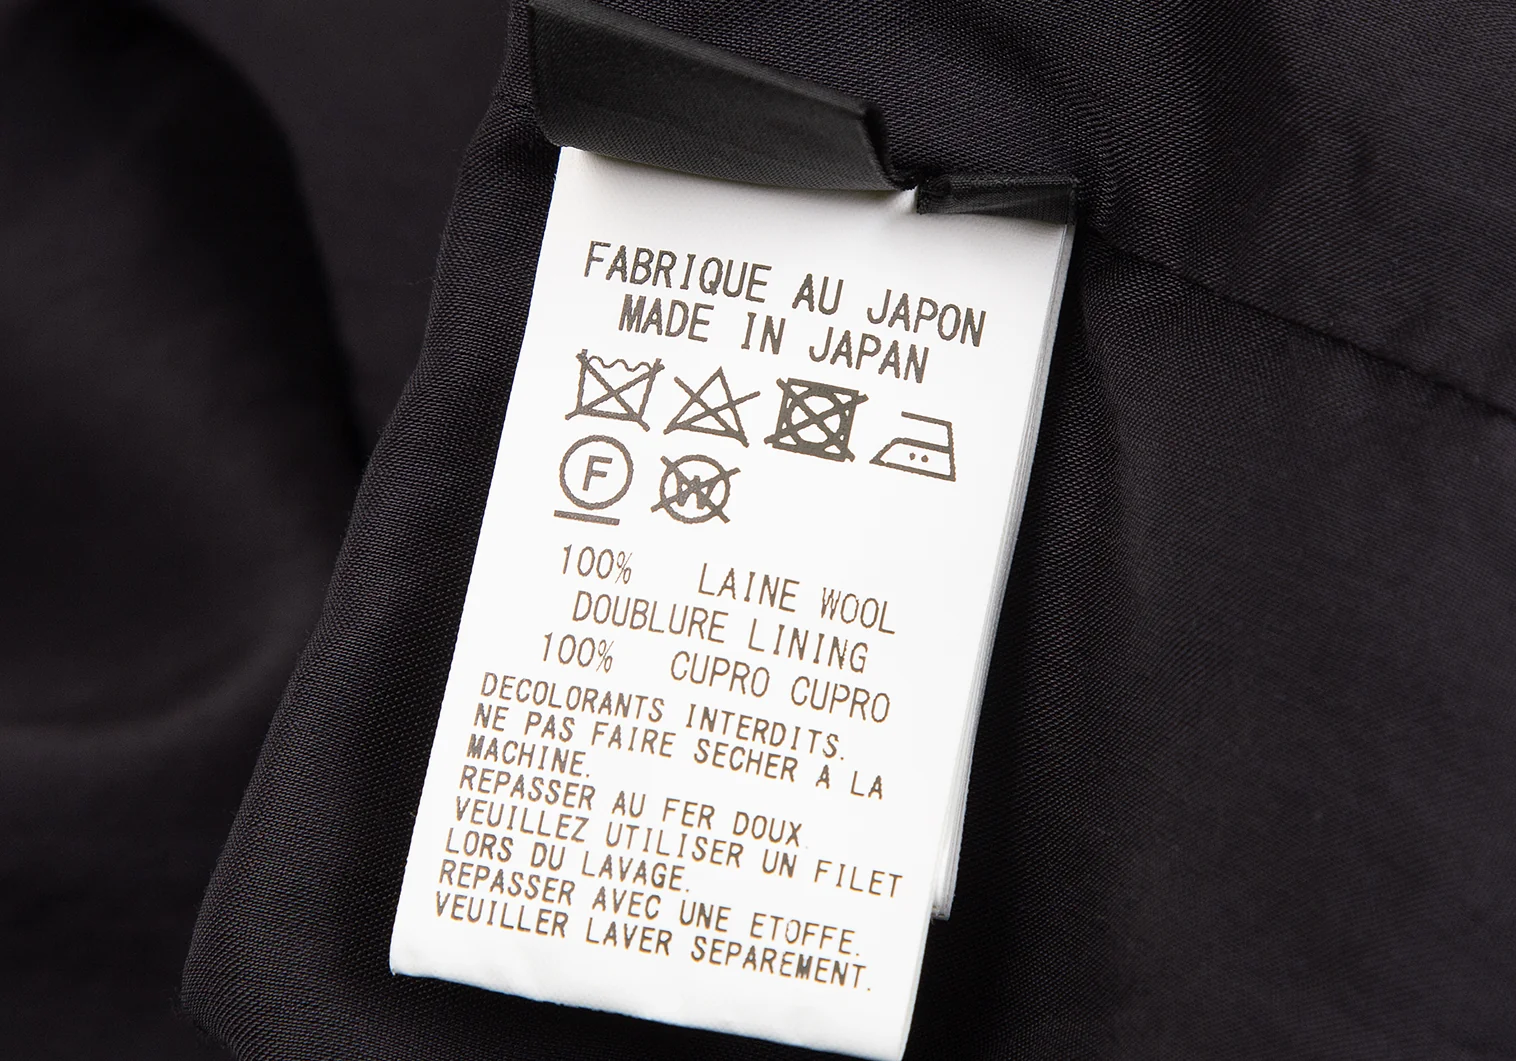 FABRIQUE AU JAPON
MADE IN JAPAN
F W
100% LAINE WOOL
DOUBLURE LINING
100% CUPRO CUPRO
DECOLORANTS INTERDITS.
NE PAS FAIRE SECHER A LA
MACHINE.
REPASSER AU FER DOUX.
VEUILLEZ UTILISER UN FILET
LORS DU LAVAGE.
REPASSER AVEC UNE ETOFFE.
VEUILLER LAVER SEPAREMENT.